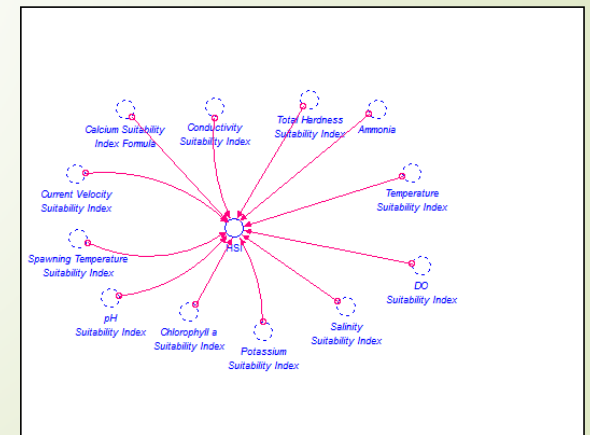 Calcium Suitability
Index Formula
Conductivity
Suitability Index
Total Hardness
Suitability Index
Ammonia
Current Velocity
Suitability Index
Temperature
Suitability Index
HSI
Spawning Temperature
Suitability Index
DO
Suitability Index
pH
Suitability Index
Chlorophyll a
Suitability Index
Potassium
Suitability Index
Salinity
Suitability Index